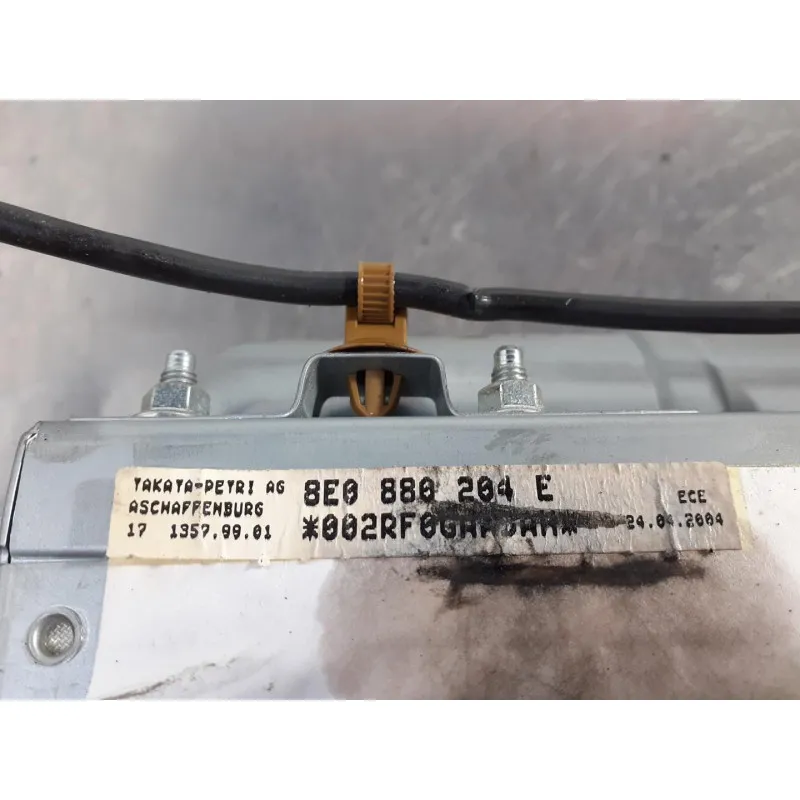 TAKATA-PETRI AG 8E0 880 204 E ECE
ASCHAFFENBURG
17 1357.99.01 24.04.2004